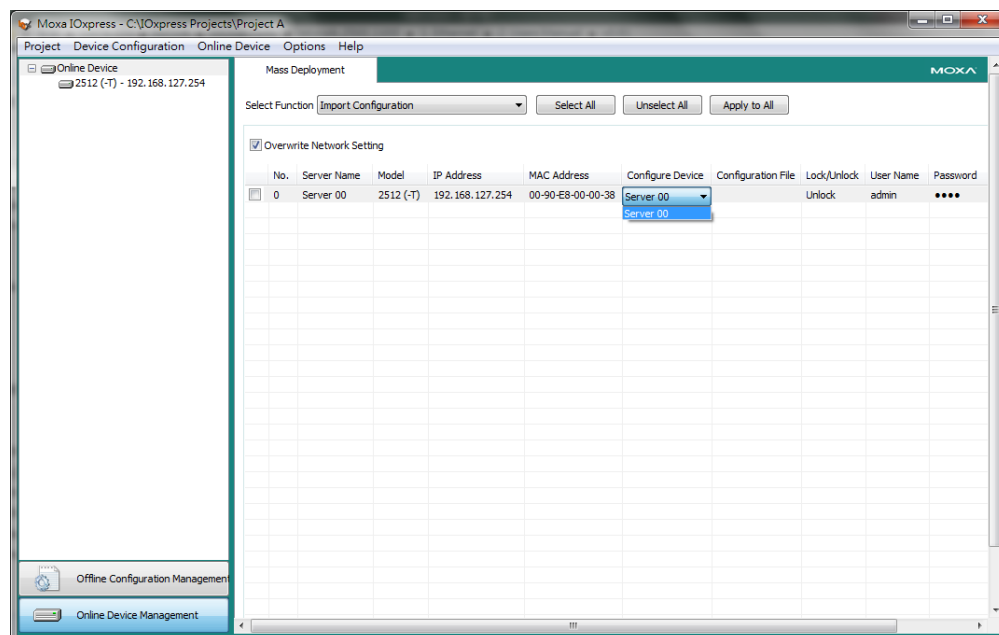 Moxa IOxpress - C:\IOxpress Projects\Project A
Project Device Configuration Online Device Options Help
Online Device
2512 (-T) - 192.168.127.254
Mass Deployment
MOXA
Select Function Import Configuration Select All Unselect All Apply to All
Overwrite Network Setting
No. Server Name Model IP Address MAC Address Configure Device Configuration File Lock/Unlock User Name Password
0 Server 00 2512 (-T) 192.168.127.254 00-90-E8-00-00-38 Server 00 Unlock admin ••••
Server 00
Offline Configuration Management
Online Device Management